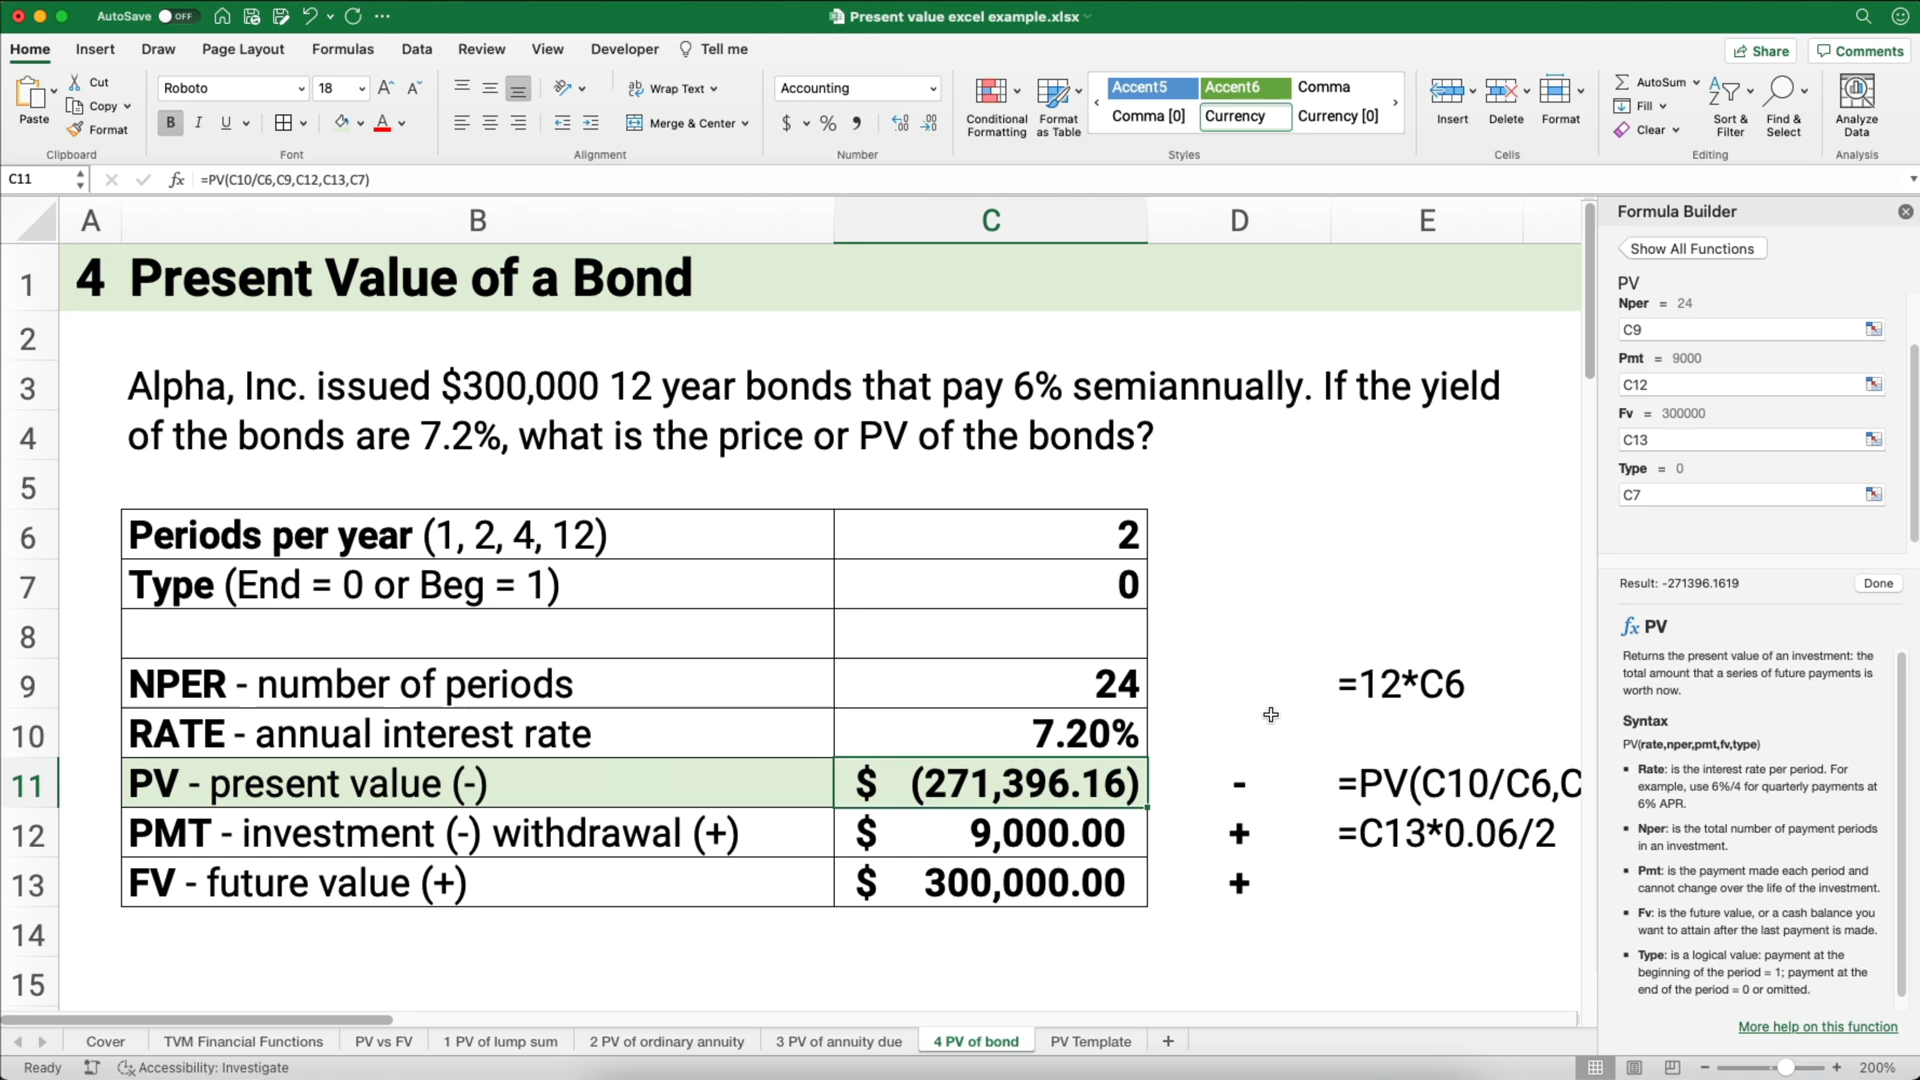 AutoSave OFF
Present value excel example.xlsx
Home Insert Draw Page Layout Formulas Data Review View Developer Tell me
Share Comments
Paste
Cut
Copy
Format
Clipboard
Roboto 18
B I U
Font
Wrap Text
Merge & Center
Alignment
Accounting
$ % ,
Number
Conditional Formatting
Format as Table
Accent5 Accent6 Comma
Comma [0] Currency Currency [0]
Styles
Insert Delete Format
Cells
AutoSum
Fill
Clear
Sort & Filter
Find & Select
Editing
Analyze Data
Analysis
C11 fx =PV(C10/C6,C9,C12,C13,C7)
A B C D E
1 4 Present Value of a Bond
2
3 Alpha, Inc. issued $300,000 12 year bonds that pay 6% semiannually. If the yield
4 of the bonds are 7.2%, what is the price or PV of the bonds?
5
6 Periods per year (1, 2, 4, 12) 2
7 Type (End = 0 or Beg = 1) 0
8
9 NPER - number of periods 24 =12*C6
10 RATE - annual interest rate 7.20%
11 PV - present value (-) $ (271,396.16) - =PV(C10/C6,C
12 PMT - investment (-) withdrawal (+) $ 9,000.00 + =C13*0.06/2
13 FV - future value (+) $ 300,000.00 +
14
15
Formula Builder
Show All Functions
PV
Nper = 24
C9
Pmt = 9000
C12
Fv = 300000
C13
Type = 0
C7
Result: -271396.1619 Done
fx PV
Returns the present value of an investment: the
total amount that a series of future payments is
worth now.
Syntax
PV(rate,nper,pmt,fv,type)
Rate: is the interest rate per period. For
example, use 6%/4 for quarterly payments at
6% APR.
Nper: is the total number of payment periods
in an investment.
Pmt: is the payment made each period and
cannot change over the life of the investment.
Fv: is the future value, or a cash balance you
want to attain after the last payment is made.
Type: is a logical value: payment at the
beginning of the period = 1; payment at the
end of the period = 0 or omitted.
More help on this function
Cover TVM Financial Functions PV vs FV 1 PV of lump sum 2 PV of ordinary annuity 3 PV of annuity due 4 PV of bond PV Template +
Ready Accessibility: Investigate
200%